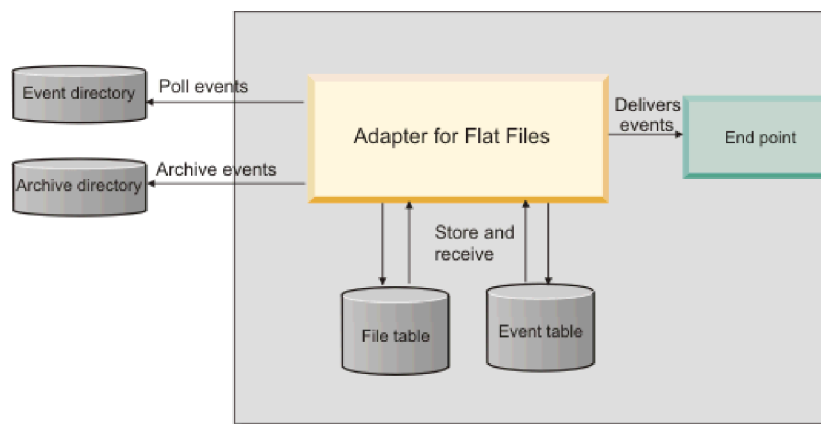 Event directory
Poll events
Archive directory
Archive events
Adapter for Flat Files
Delivers
events
End point
Store and
receive
File table
Event table